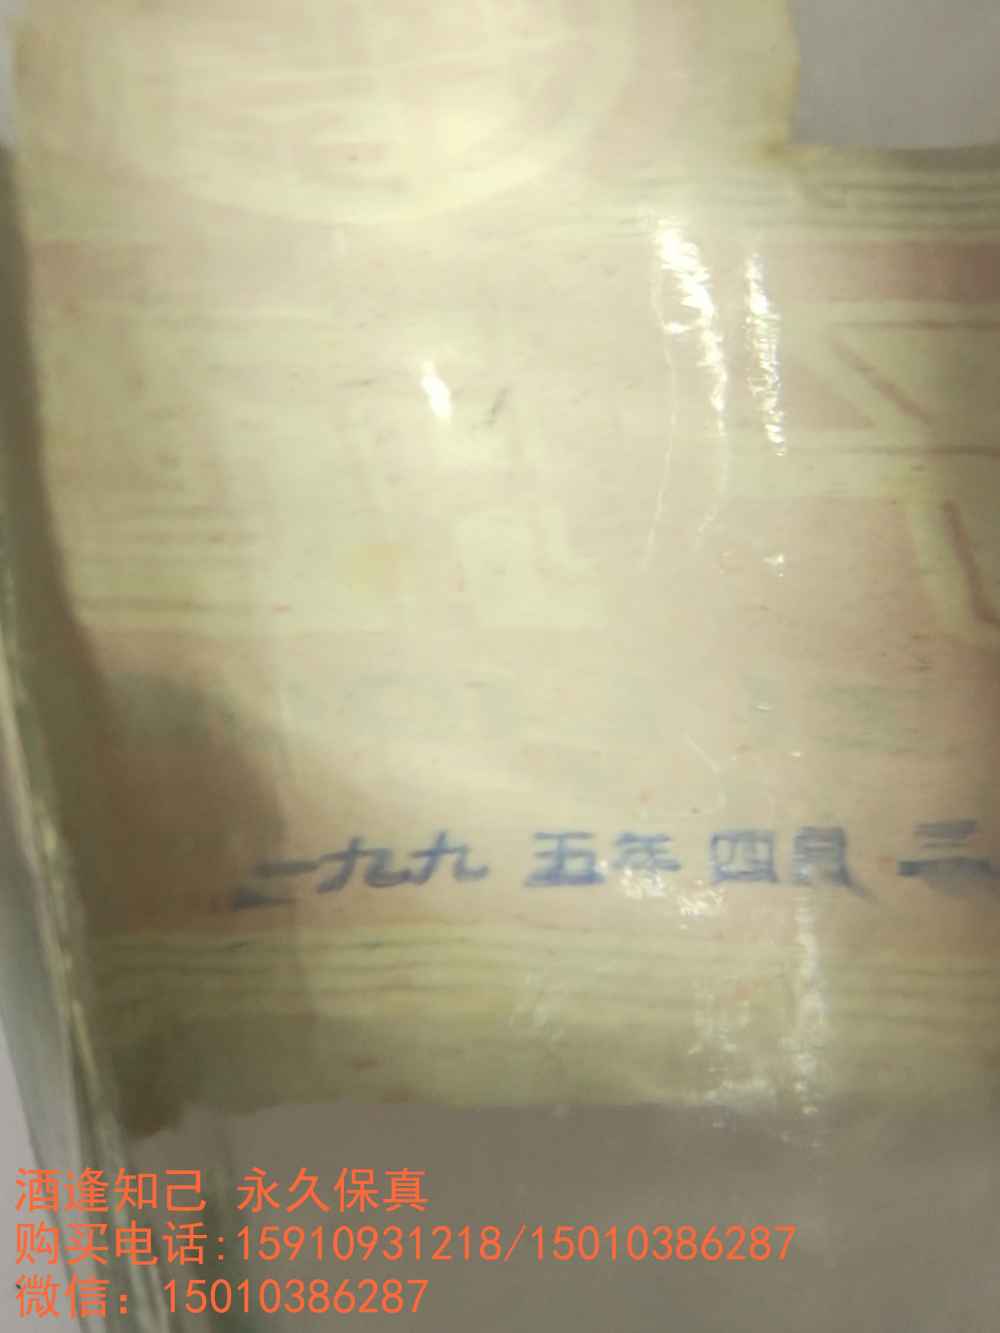 一九九五年四月三
酒逢知己 永久保真
购买电话:15910931218/15010386287
微信：15010386287